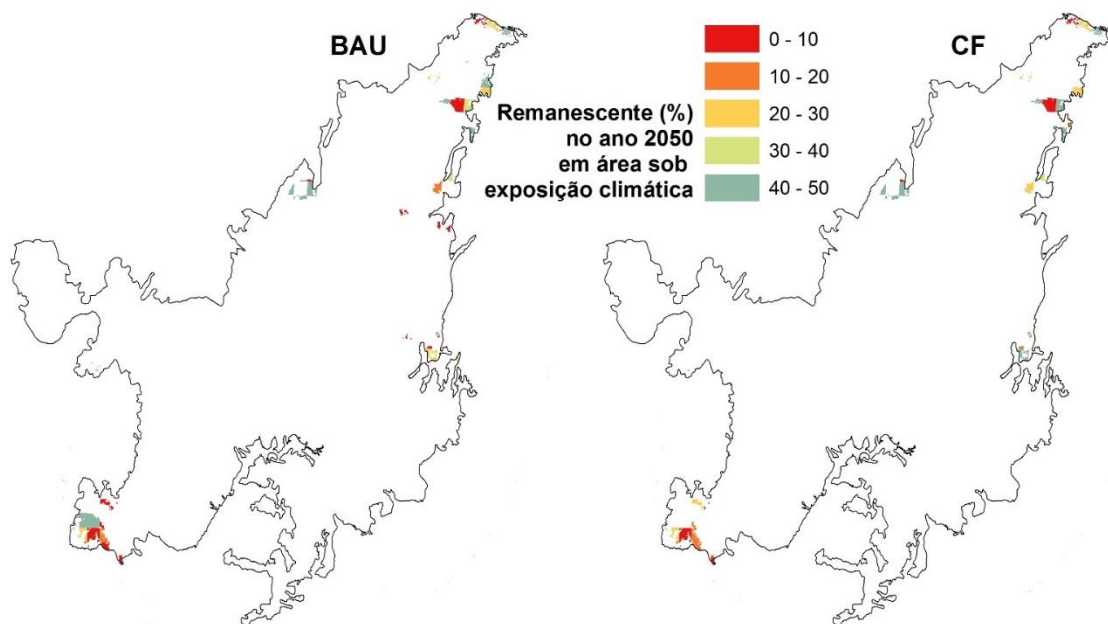 BAU
CF
Remanescente (%)
no ano 2050
em área sob
exposição climática
0 - 10
10 - 20
20 - 30
30 - 40
40 - 50